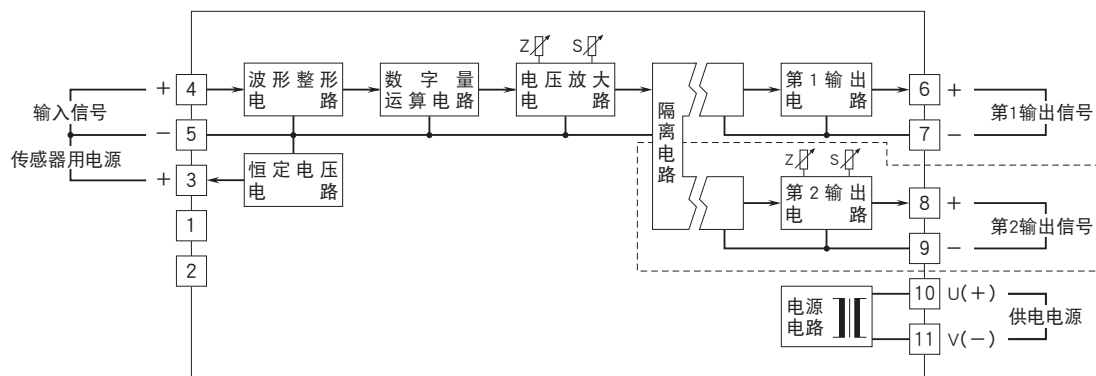 Z S Z S
输入信号
传感器用电源
+ 4
− 5
+ 3
1
2
波形整形
电路
恒定电压
电路
数字量
运算电路
电压放大
电路
隔离电路
第1输出
电路
第2输出
电路
电源
电路
6 +
7 −
第1输出信号
8 +
9 −
第2输出信号
10 U(+)
11 V(−)
供电电源